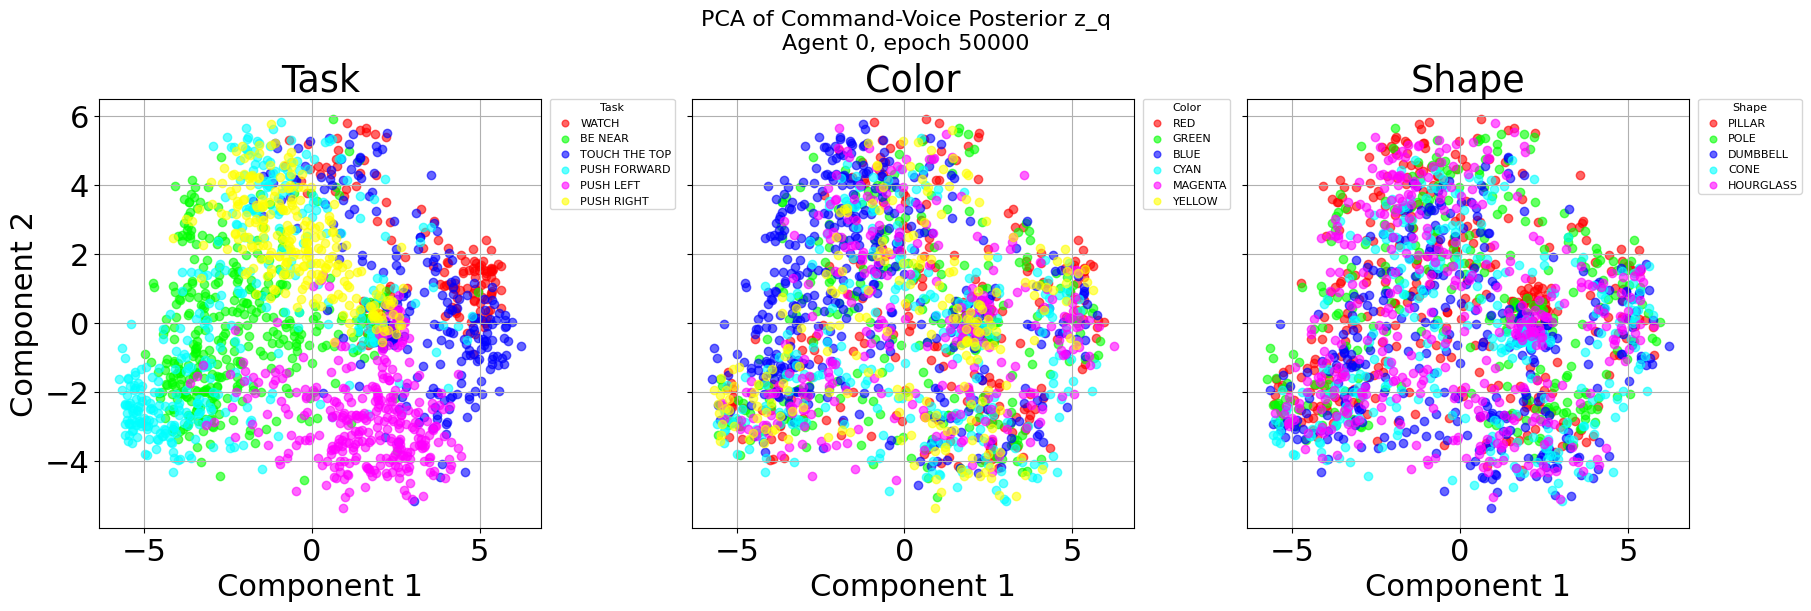 PCA of Command-Voice Posterior z_q
Agent 0, epoch 50000
Task
Color
Shape
Task
WATCH
BE NEAR
TOUCH THE TOP
PUSH FORWARD
PUSH LEFT
PUSH RIGHT
Color
RED
GREEN
BLUE
CYAN
MAGENTA
YELLOW
Shape
PILLAR
POLE
DUMBBELL
CONE
HOURGLASS
Component 2
6
4
2
0
−2
−4
−5 0 5
−5 0 5
−5 0 5
Component 1
Component 1
Component 1